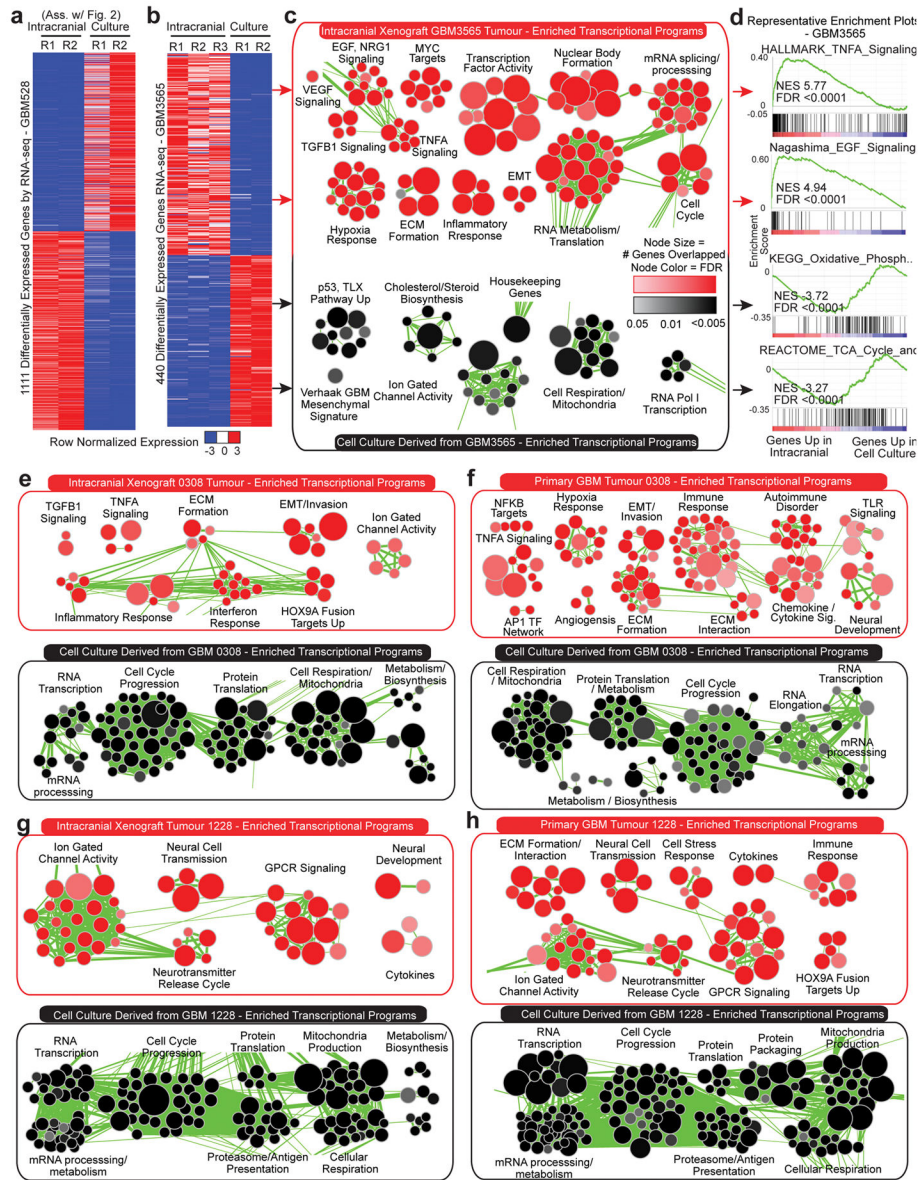 a
(Ass. w/ Fig. 2)
Intracranial Culture
R1 R2 R1 R2
1111 Differentially Expressed Genes by RNA-seq - GBM528
b
Intracranial Culture
R1 R2 R3 R1 R2
440 Differentially Expressed Genes RNA-seq - GBM3565
Row Normalized Expression
-3 0 3
c
Intracranial Xenograft GBM3565 Tumour - Enriched Transcriptional Programs
EGF, NRG1
Signaling
MYC
Targets
Transcription
Factor Activity
Nuclear Body
Formation
mRNA splicing/
processsing
VEGF
Signaling
TGFB1 Signaling
TNFA
Signaling
Hypoxia
Response
ECM
Formation
Inflammatory
Response
EMT
RNA Metabolism/
Translation
Cell
Cycle
Node Size =
# Genes Overlapped
Node Color = FDR
0.05 0.01 <0.005
p53, TLX
Pathway Up
Cholesterol/Steroid
Biosynthesis
Housekeeping
Genes
Verhaak GBM
Mesenchymal
Signature
Ion Gated
Channel Activity
Cell Respiration/
Mitochondria
RNA Pol I
Transcription
Cell Culture Derived from GBM3565 - Enriched Transcriptional Programs
d
Representative Enrichment Plots
- GBM3565
HALLMARK_TNFA_Signaling
0.40
NES 5.77
FDR <0.0001
0
-0.05
Nagashima_EGF_Signaling
0.60
NES 4.94
FDR <0.0001
0
Enrichment
Score
KEGG_Oxidative_Phosph..
0
NES -3.72
FDR <0.0001
-0.35
REACTOME_TCA_Cycle_and
0
NES -3.27
FDR <0.0001
-0.35
Genes Up in
Intracranial
Genes Up in
Cell Culture
e
Intracranial Xenograft 0308 Tumour - Enriched Transcriptional Programs
TGFB1
Signaling
TNFA
Signaling
ECM
Formation
EMT/Invasion
Ion Gated
Channel Activity
Inflammatory Response
Interferon
Response
HOX9A Fusion
Targets Up
Cell Culture Derived from GBM 0308 - Enriched Transcriptional Programs
RNA
Transcription
Cell Cycle
Progression
Protein
Translation
Cell Respiration/
Mitochondria
Metabolism/
Biosynthesis
mRNA
processsing
f
Primary GBM Tumour 0308 - Enriched Transcriptional Programs
NFKB
Targets
Hypoxia
Response
EMT/
Invasion
Immune
Response
Autoimmune
Disorder
TLR
Signaling
TNFA Signaling
AP1 TF
Network
Angiogenesis
ECM
Formation
ECM
Interaction
Chemokine /
Cytokine Sig.
Neural
Development
Cell Culture Derived from GBM 0308 - Enriched Transcriptional Programs
Cell Respiration
/ Mitochondria
Protein Translation
/ Metabolism
Cell Cycle
Progression
RNA
Elongation
RNA
Transcription
mRNA
processsing
Metabolism / Biosynthesis
g
Intracranial Xenograft Tumour 1228 - Enriched Transcriptional Programs
Ion Gated
Channel Activity
Neural Cell
Transmission
GPCR Signaling
Neural
Development
Neurotransmitter
Release Cycle
Cytokines
Cell Culture Derived from GBM 1228 - Enriched Transcriptional Programs
RNA
Transcription
Cell Cycle
Progression
Protein
Translation
Mitochondria
Production
Metabolism/
Biosynthesis
mRNA processsing/
metabolism
Proteasome/Antigen
Presentation
Cellular
Respiration
h
Primary GBM Tumour 1228 - Enriched Transcriptional Programs
ECM Formation/
Interaction
Neural Cell
Transmission
Cell Stress
Response
Cytokines
Immune
Response
Ion Gated
Channel Activity
Neurotransmitter
Release Cycle
GPCR Signaling
HOX9A Fusion
Targets Up
Cell Culture Derived from GBM 1228 - Enriched Transcriptional Programs
RNA
Transcription
Cell Cycle
Progression
Protein
Translation
Protein
Packaging
Mitochondria
Production
mRNA processsing/
metabolism
Proteasome/Antigen
Presentation
Cellular Respiration